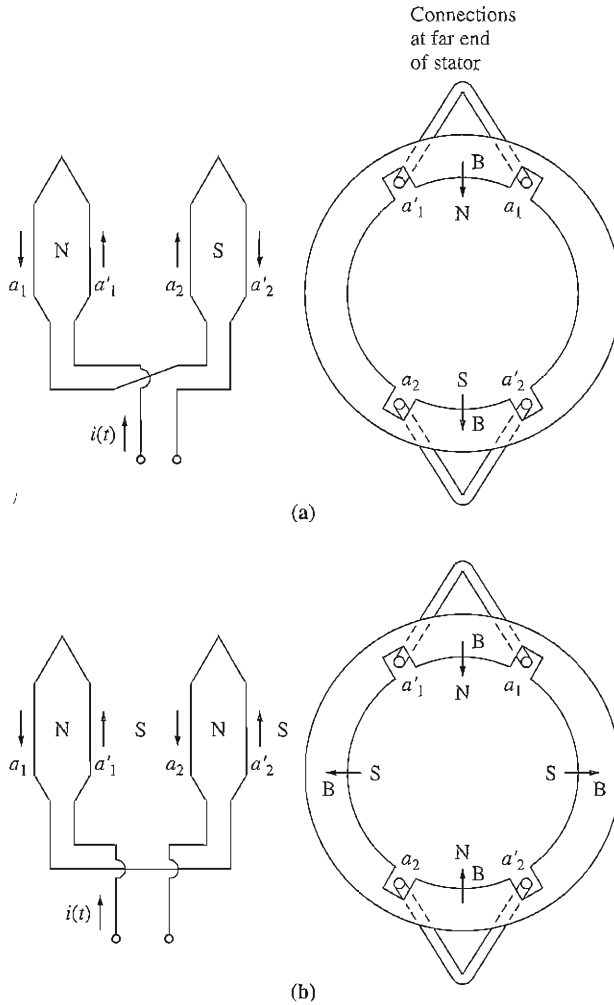 Connections
at far end
of stator
B
N
a'1
a1
N
S
a1
a'1
a2
a'2
i(t)
a2
S
a'2
B
(a)
B
N
a'1
a1
N
S
N
S
a1
a'1
a2
a'2
i(t)
B
S
S
B
a2
N
B
a'2
(b)